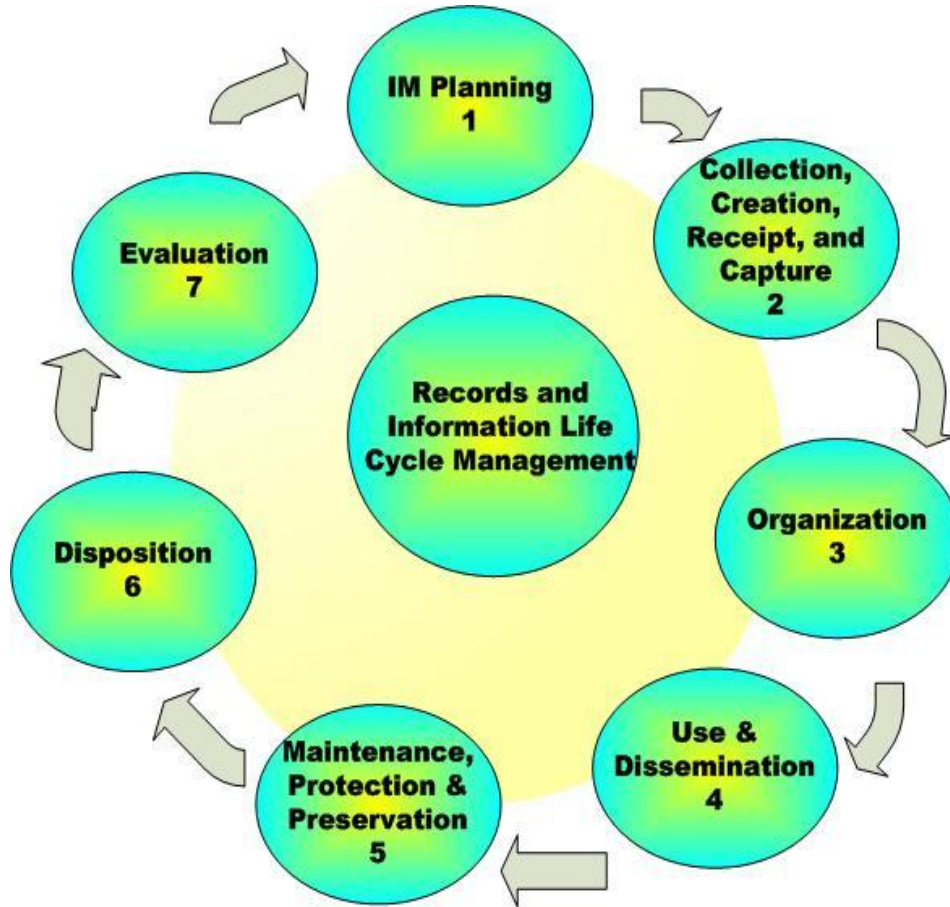 IM Planning
1
Collection,
Creation,
Receipt, and
Capture
2
Organization
3
Use &
Dissemination
4
Maintenance,
Protection &
Preservation
5
Disposition
6
Evaluation
7
Records and
Information Life
Cycle Management